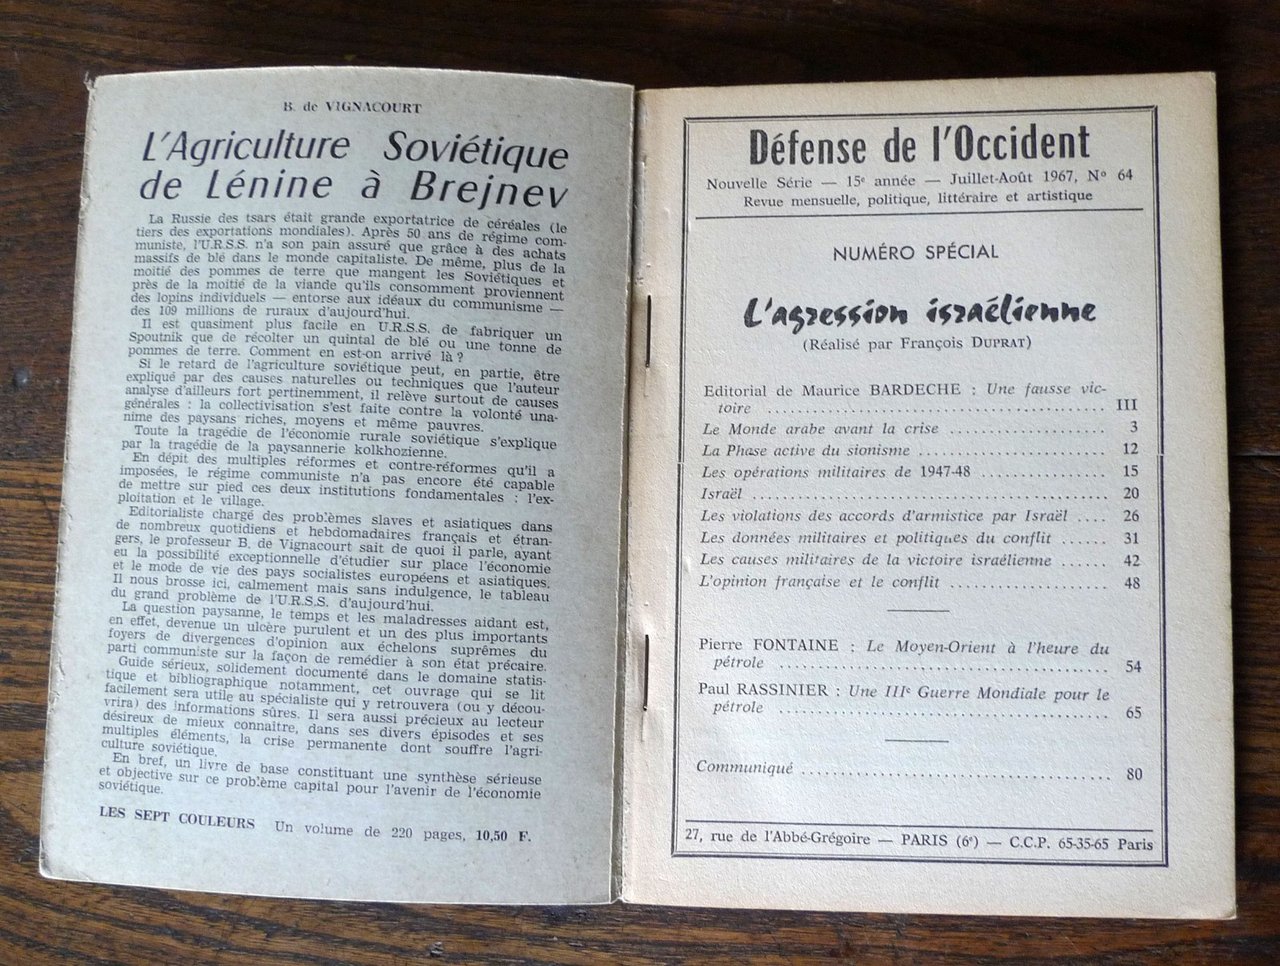 B. de VIGNACOURT
L'Agriculture Soviétique
de Lénine à Brejnev
La Russie des tsars était grande exportatrice de céréales (le
tiers des exportations mondiales). Après 50 ans de régime com-
muniste, l'U.R.S.S. n'a son pain assuré que grâce à des achats
massifs de blé dans le monde capitaliste. De même, plus de la
moitié des pommes de terre que mangent les Soviétiques et
près de la moitié de la viande qu'ils consomment proviennent
des lopins individuels — entorse aux idéaux du communisme —
des 109 millions de ruraux d'aujourd'hui.
Il est quasiment plus facile en U.R.S.S. de fabriquer un
Spoutnik que de récolter un quintal de blé ou une tonne de
pommes de terre. Comment en est-on arrivé là ?
Si le retard de l'agriculture soviétique peut, en partie, être
expliqué par des causes naturelles ou techniques que l'auteur
analyse d'ailleurs fort pertinemment, il relève surtout de causes
générales : la collectivisation s'est faite contre la volonté una-
nime des paysans riches, moyens et même pauvres.
Toute la tragédie de l'économie rurale soviétique s'explique
par la tragédie de la paysannerie kolkhozienne.
En dépit des multiples réformes et contre-réformes qu'il a
imposées, le régime communiste n'a pas encore été capable
de mettre sur pied ces deux institutions fondamentales : l'ex-
ploitation et le village.
Editorialiste chargé des problèmes slaves et asiatiques dans
de nombreux quotidiens et hebdomadaires français et étran-
gers, le professeur B. de Vignacourt sait de quoi il parle, ayant
eu la possibilité exceptionnelle d'étudier sur place l'économie
et le mode de vie des pays socialistes européens et asiatiques.
Il nous brosse ici, calmement mais sans indulgence, le tableau
du grand problème de l'U.R.S.S. d'aujourd'hui.
La question paysanne, le temps et les maladresses aidant est,
en effet, devenue un ulcère purulent et un des plus importants
foyers de divergences d'opinion aux échelons suprêmes du
parti communiste sur la façon de remédier à son état précaire.
Guide sérieux, solidement documenté dans le domaine statis-
tique et bibliographique notamment, cet ouvrage qui se lit
facilement sera utile au spécialiste qui y retrouvera (ou y décou-
vrira) des informations sûres. Il sera aussi précieux au lecteur
désireux de mieux connaitre, dans ses divers épisodes et ses
multiples éléments, la crise permanente dont souffre l'agri-
culture soviétique.
En bref, un livre de base constituant une synthèse sérieuse
et objective sur ce problème capital pour l'avenir de l'économie
soviétique.
LES SEPT COULEURS Un volume de 220 pages, 10,50 F.
Défense de l'Occident
Nouvelle Série — 15e année — Juillet-Août 1967, No 64
Revue mensuelle, politique, littéraire et artistique
NUMÉRO SPÉCIAL
L'agression israélienne
(Réalisé par François DUPRAT)
Editorial de Maurice BARDECHE : Une fausse vic-
toire ........ III
Le Monde arabe avant la crise ........ 3
La Phase active du sionisme ........ 12
Les opérations militaires de 1947-48 ........ 15
Israël ........ 20
Les violations des accords d'armistice par Israël .... 26
Les données militaires et politiques du conflit ...... 31
Les causes militaires de la victoire israélienne ...... 42
L'opinion française et le conflit ........ 48
Pierre FONTAINE : Le Moyen-Orient à l'heure du
pétrole ........ 54
Paul RASSINIER : Une IIIe Guerre Mondiale pour le
pétrole ........ 65
Communiqué ........ 80
27, rue de l'Abbé-Grégoire — PARIS (6e) — C.C.P. 65-35-65 Paris